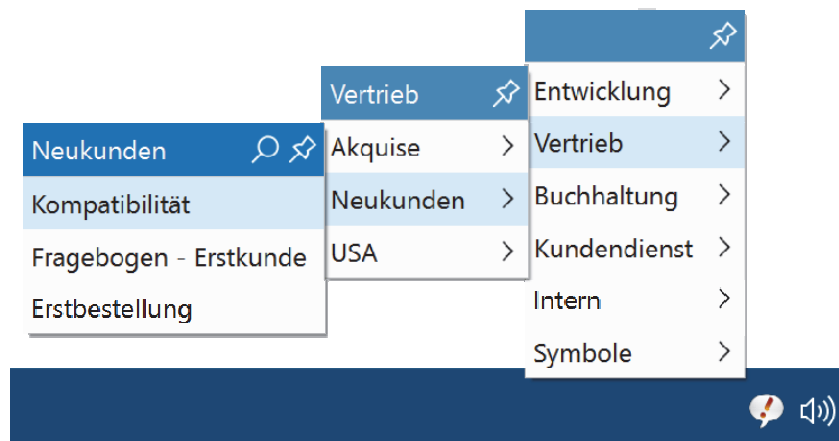 Neukunden
Kompatibilität
Fragebogen - Erstkunde
Erstbestellung
Vertrieb
Akquise
Neukunden
USA
Entwicklung
Vertrieb
Buchhaltung
Kundendienst
Intern
Symbole